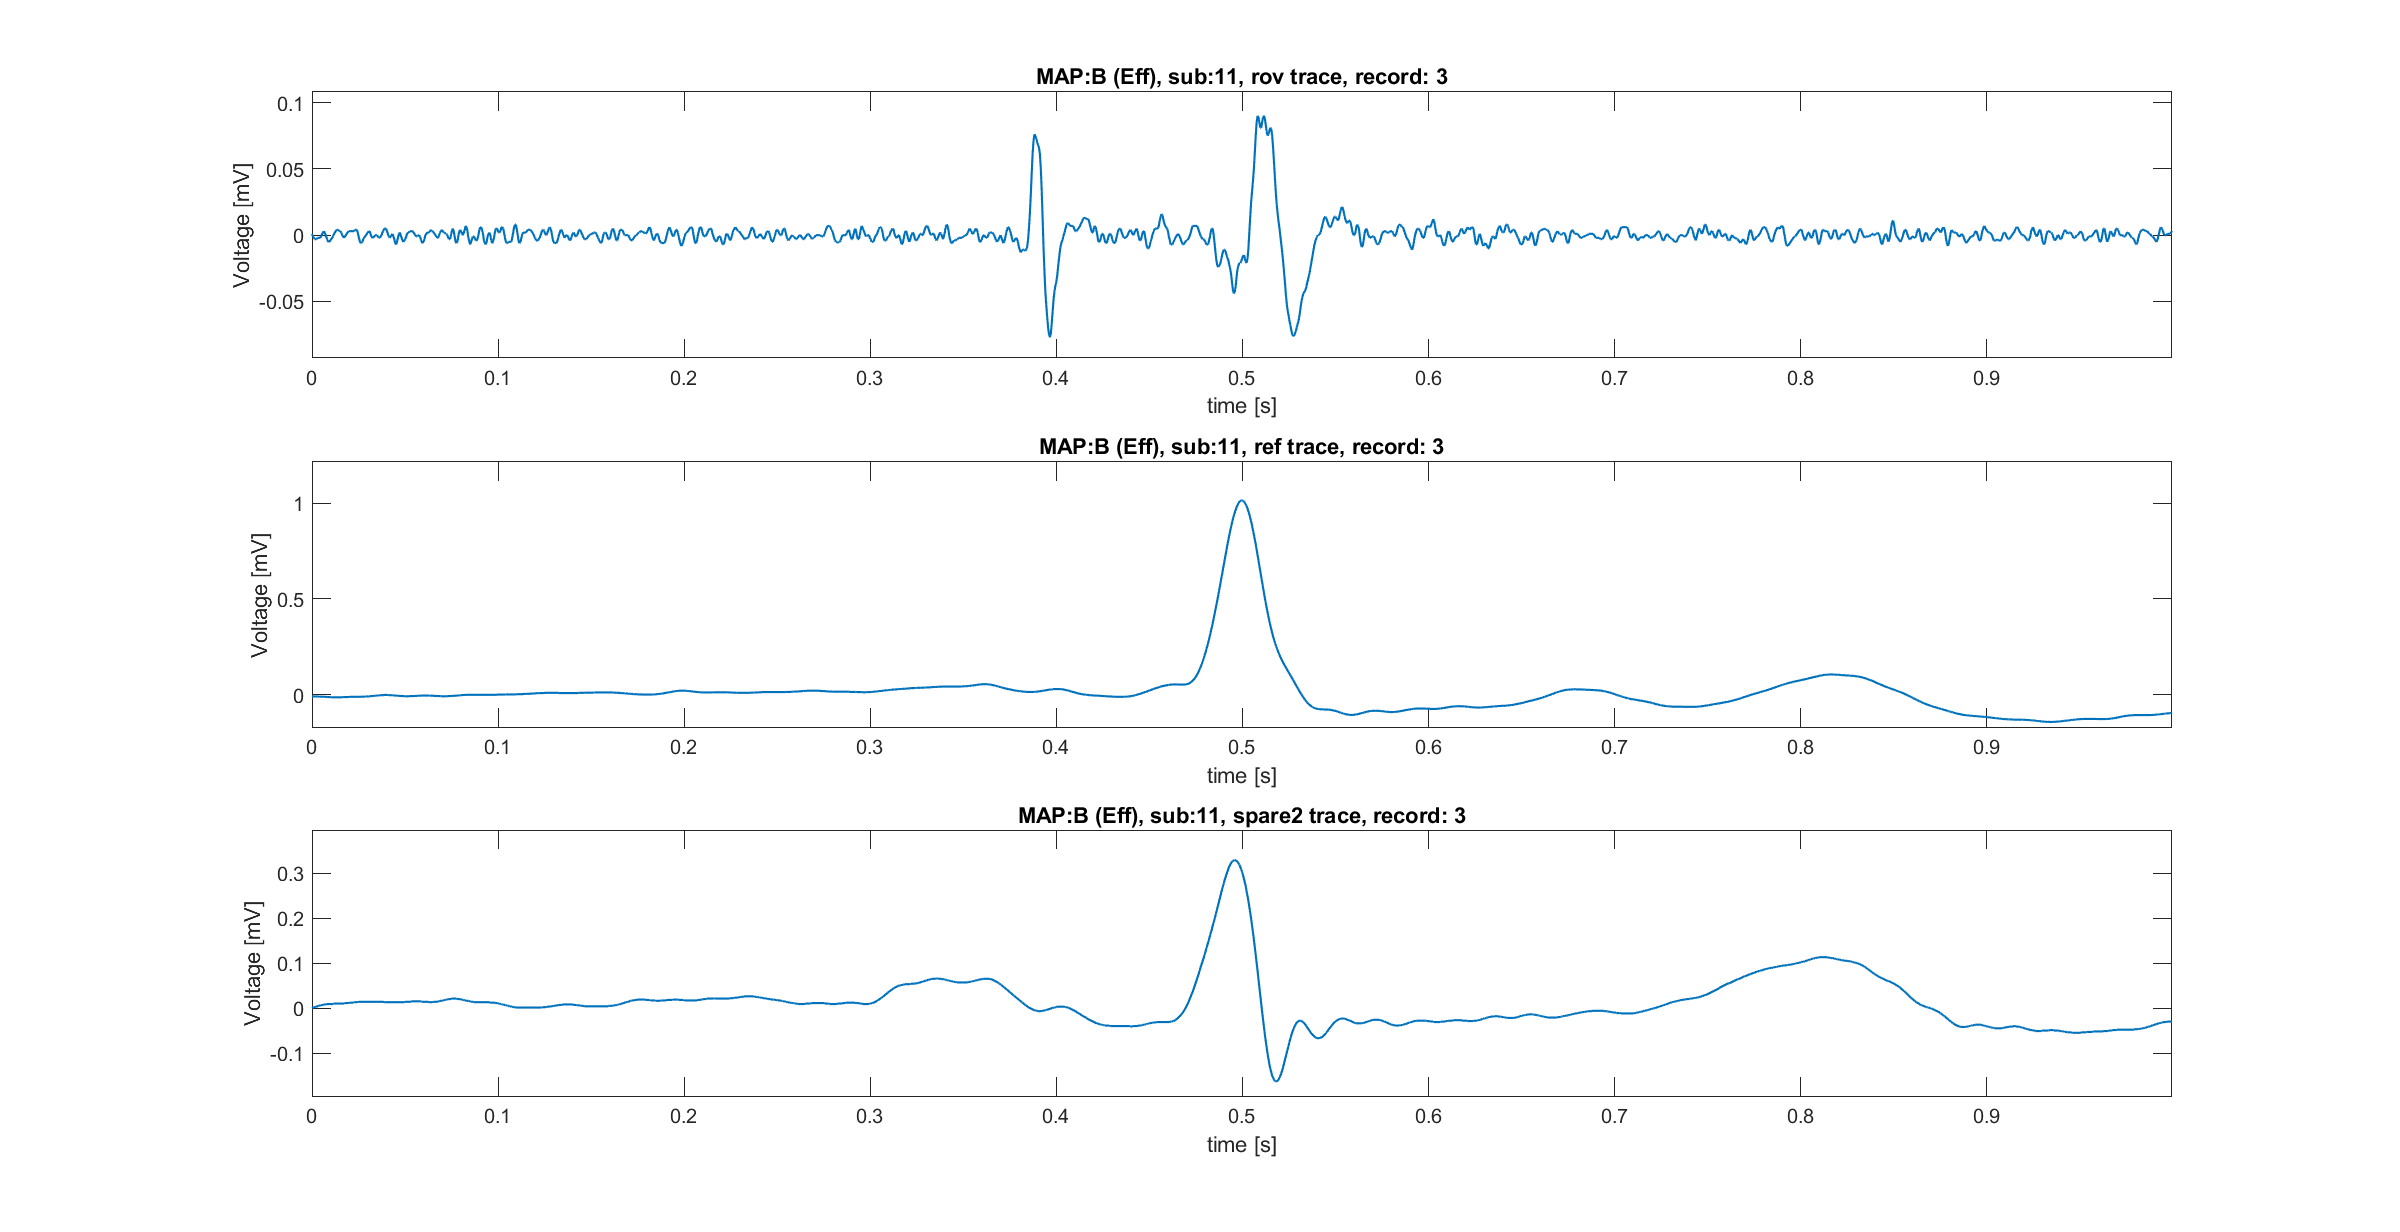 MAP:B (Eff), sub:11, rov trace, record: 3
0.1
0.05
0
-0.05
Voltage [mV]
0 0.1 0.2 0.3 0.4 0.5 0.6 0.7 0.8 0.9
time [s]
MAP:B (Eff), sub:11, ref trace, record: 3
1
0.5
0
Voltage [mV]
0 0.1 0.2 0.3 0.4 0.5 0.6 0.7 0.8 0.9
time [s]
MAP:B (Eff), sub:11, spare2 trace, record: 3
0.3
0.2
0.1
0
-0.1
Voltage [mV]
0 0.1 0.2 0.3 0.4 0.5 0.6 0.7 0.8 0.9
time [s]